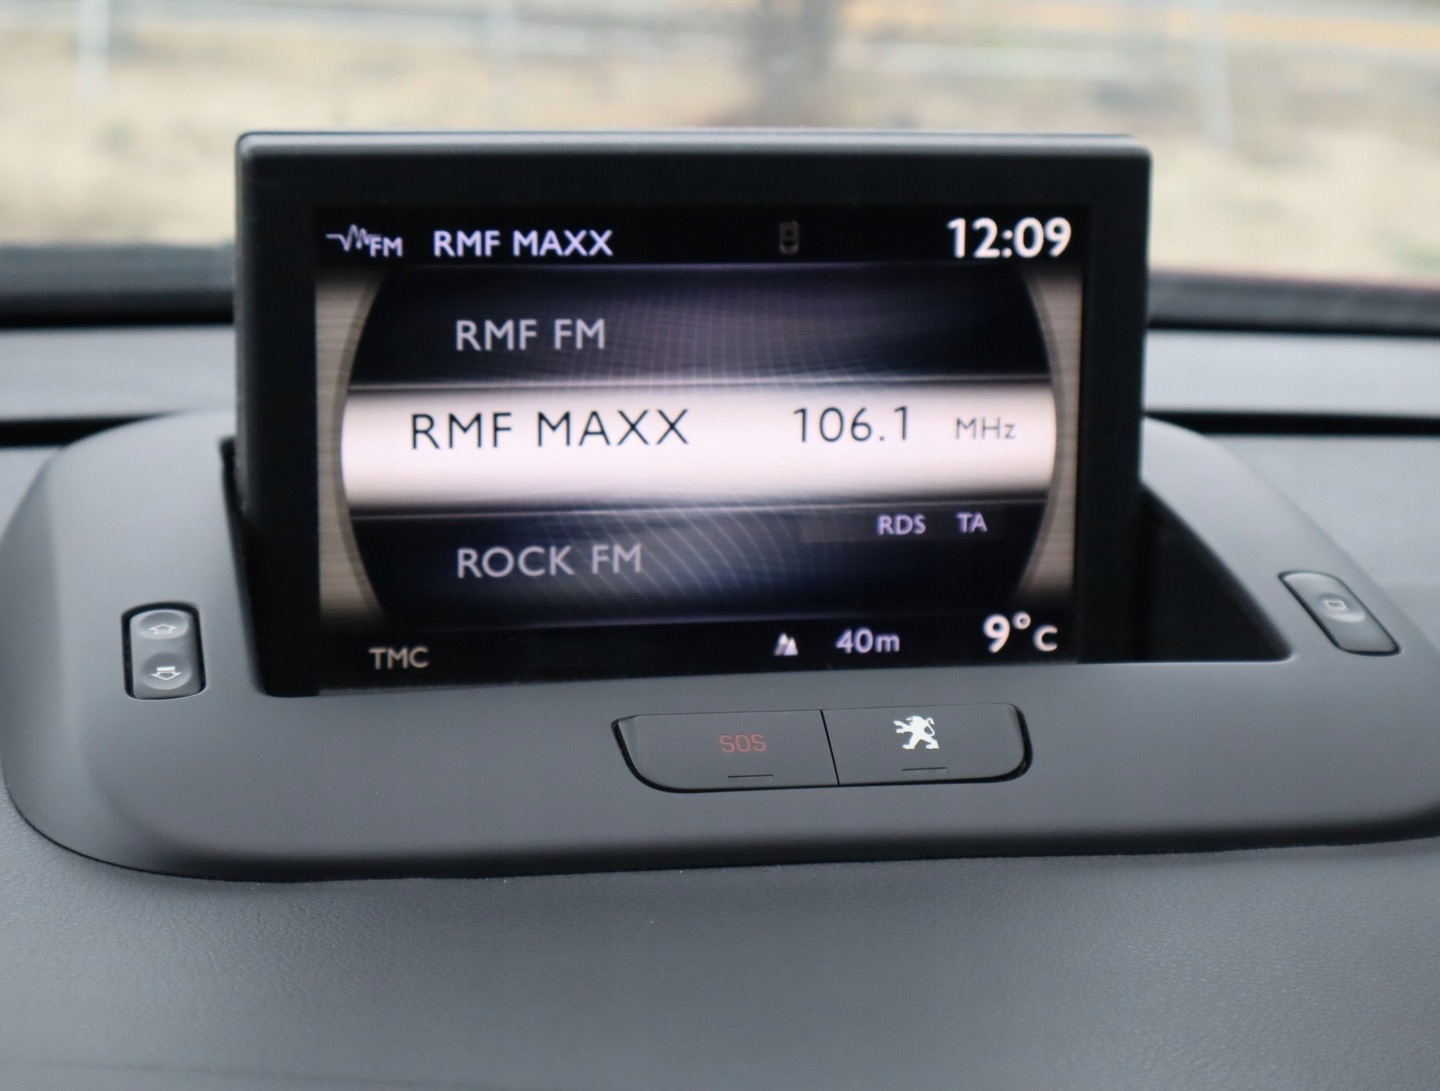 FM RMF MAXX 12:09
RMF FM
RMF MAXX 106.1 MHz
RDS TA
ROCK FM
TMC 40m 9°C
SOS